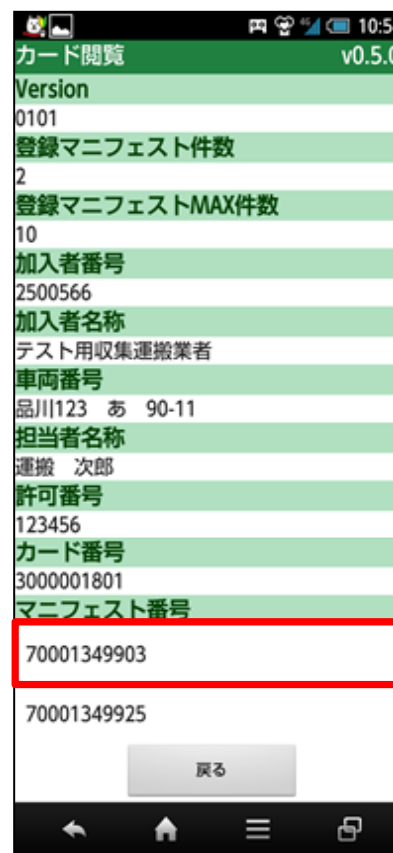 10:5
カード閲覧 v0.5.0
Version
0101
登録マニフェスト件数
2
登録マニフェストMAX件数
10
加入者番号
2500566
加入者名称
テスト用収集運搬業者
車両番号
品川123 あ 90-11
担当者名称
運搬 次郎
許可番号
123456
カード番号
3000001801
マニフェスト番号
70001349903
70001349925
戻る